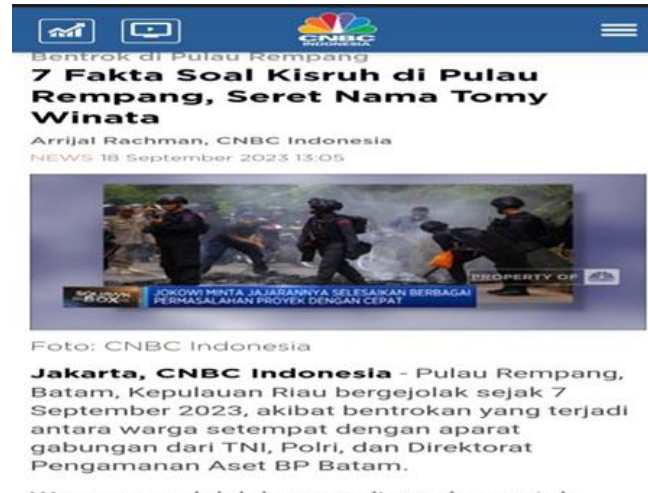 CNBC
INDONESIA
Bentrok di Pulau Rempang
7 Fakta Soal Kisruh di Pulau
Rempang, Seret Nama Tomy
Winata
Arrijal Rachman, CNBC Indonesia
NEWS 18 September 2023 13:05
PROPERTY OF
BOX
JOKOWI MINTA JAJARANNYA SELESAIKAN BERBAGAI
PERMASALAHAN PROYEK DENGAN CEPAT
Foto: CNBC Indonesia
Jakarta, CNBC Indonesia - Pulau Rempang,
Batam, Kepulauan Riau bergejolak sejak 7
September 2023, akibat bentrokan yang terjadi
antara warga setempat dengan aparat
gabungan dari TNI, Polri, dan Direktorat
Pengamanan Aset BP Batam.